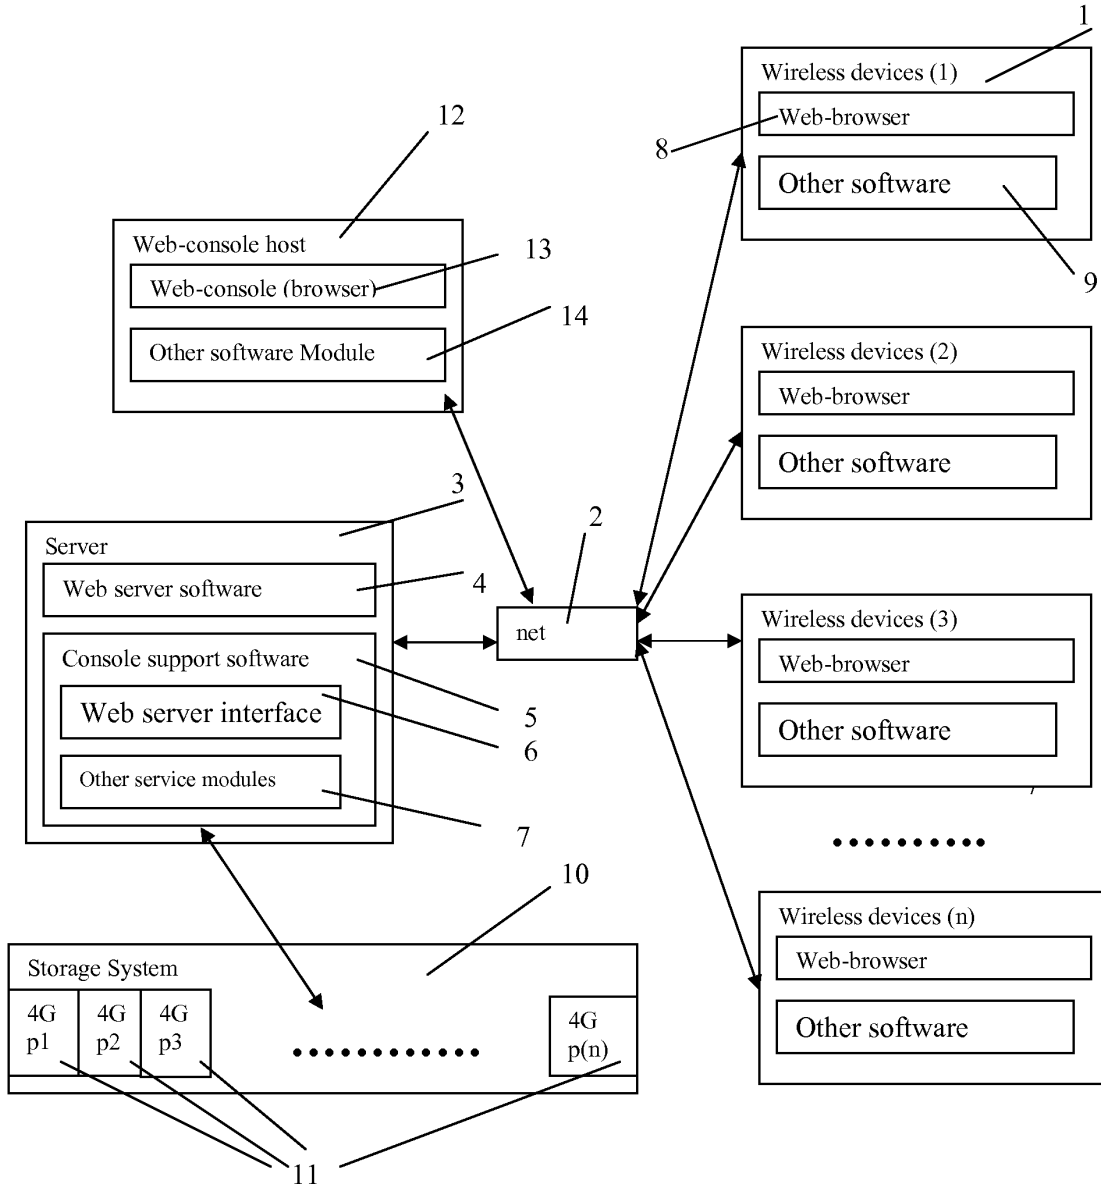 1
Wireless devices (1)
Web-browser
8
Other software
9
12
Web-console host
13
Web-console (browser)
14
Other software Module
Wireless devices (2)
Web-browser
Other software
3
Server
Web server software
4
2
net
Console support software
5
Web server interface
6
Other service modules
7
Wireless devices (3)
Web-browser
Other software
10
Storage System
4G
p1
4G
p2
4G
p3
4G
p(n)
11
Wireless devices (n)
Web-browser
Other software